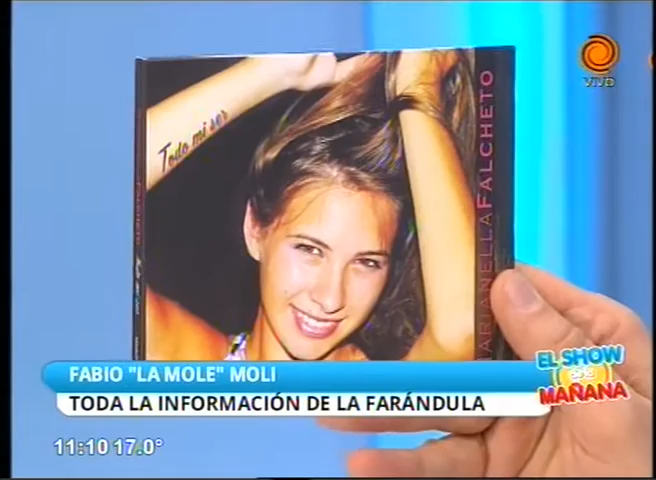 VIVO
Todo mi ser
MARIANELLA FALCHETO
FALCHETO
FABIO "LA MOLE" MOLI
TODA LA INFORMACIÓN DE LA FARÁNDULA
EL SHOW
DE LA
MAÑANA
11:10 17.0°